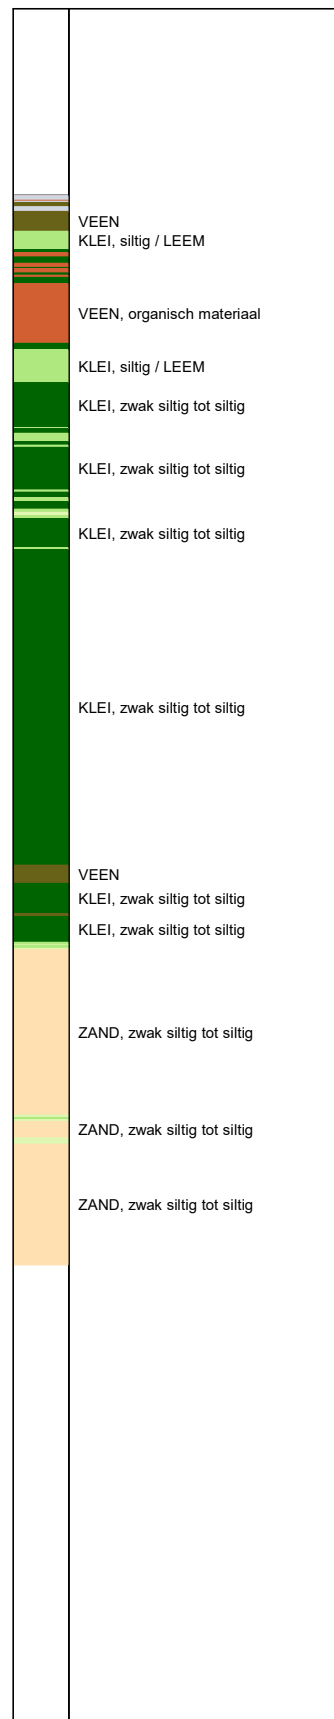 VEEN
KLEI, siltig / LEEM
VEEN, organisch materiaal
KLEI, siltig / LEEM
KLEI, zwak siltig tot siltig
KLEI, zwak siltig tot siltig
KLEI, zwak siltig tot siltig
KLEI, zwak siltig tot siltig
VEEN
KLEI, zwak siltig tot siltig
KLEI, zwak siltig tot siltig
ZAND, zwak siltig tot siltig
ZAND, zwak siltig tot siltig
ZAND, zwak siltig tot siltig